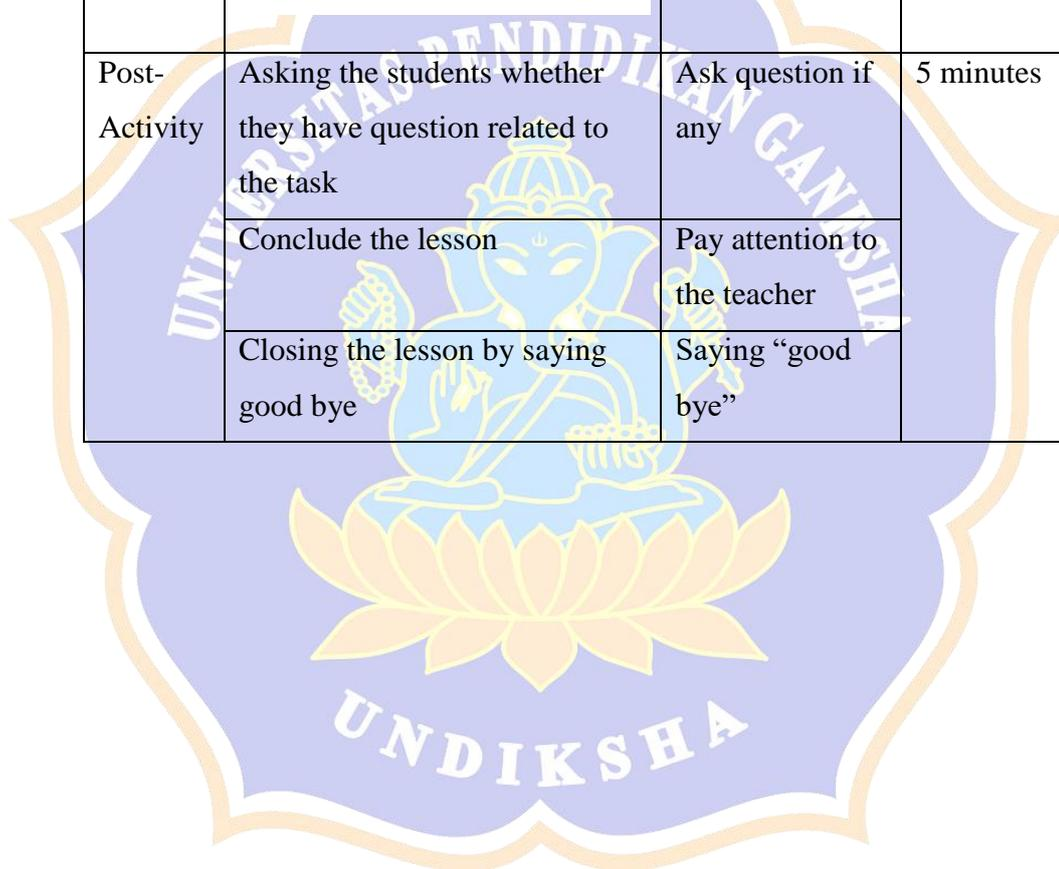 Post-
Activity
Asking the students whether
they have question related to
the task
Ask question if
any
5 minutes
Conclude the lesson
Pay attention to
the teacher
Closing the lesson by saying
good bye
Saying “good
bye”
UNIVERSITAS PENDIDIKAN GANESHA
UNDIKSHA